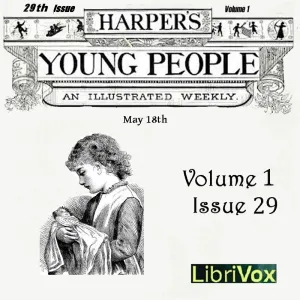 29th Issue Volume 1
HARPER'S
YOUNG PEOPLE
AN ILLUSTRATED WEEKLY.
May 18th
Volume 1
Issue 29
LibriVox